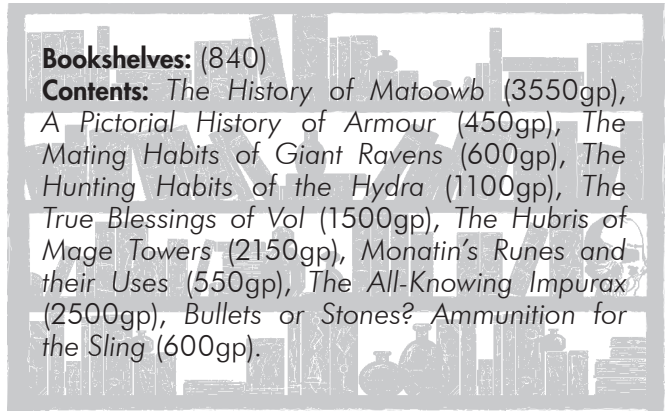 Bookshelves: (840)
Contents: The History of Matoowb (3550gp),
A Pictorial History of Armour (450gp), The
Mating Habits of Giant Ravens (600gp), The
Hunting Habits of the Hydra (1100gp), The
True Blessings of Vol (1500gp), The Hubris of
Mage Towers (2150gp), Monatin’s Runes and
their Uses (550gp), The All-Knowing Impurax
(2500gp), Bullets or Stones? Ammunition for
the Sling (600gp).